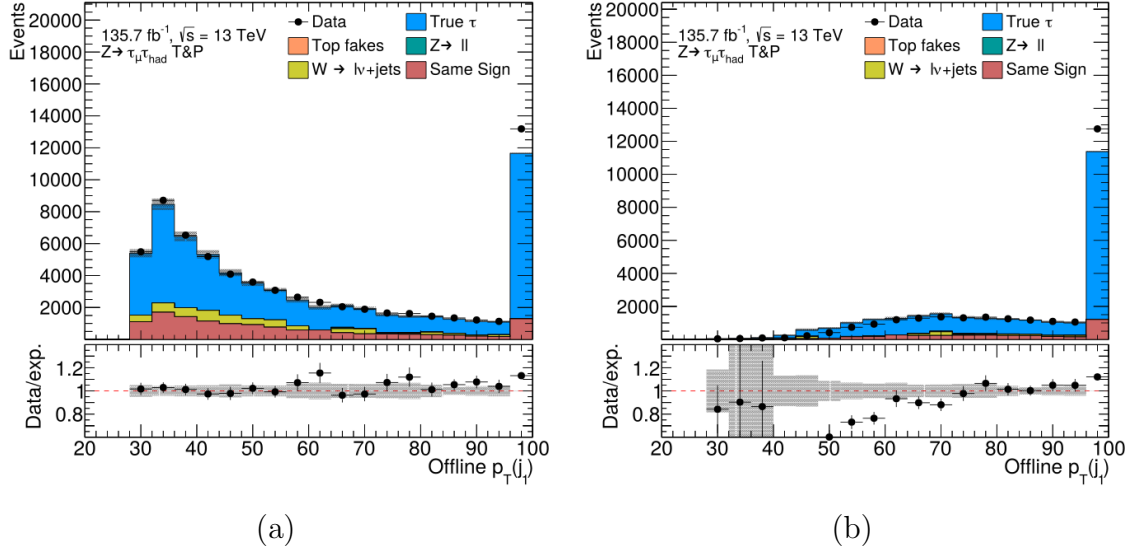 Events
20000
18000
16000
14000
12000
10000
8000
6000
4000
2000
135.7 fb⁻¹, √s = 13 TeV
Z→ τμτhad T&P
Data
True τ
Top fakes
Z→ ll
W → lν+jets
Same Sign
Data/exp.
1.2
1
0.8
20 30 40 50 60 70 80 90 100
Offline pT(j1)
(a)
Events
20000
18000
16000
14000
12000
10000
8000
6000
4000
2000
135.7 fb⁻¹, √s = 13 TeV
Z→ τμτhad T&P
Data
True τ
Top fakes
Z→ ll
W → lν+jets
Same Sign
Data/exp.
1.2
1
0.8
20 30 40 50 60 70 80 90 100
Offline pT(j1)
(b)